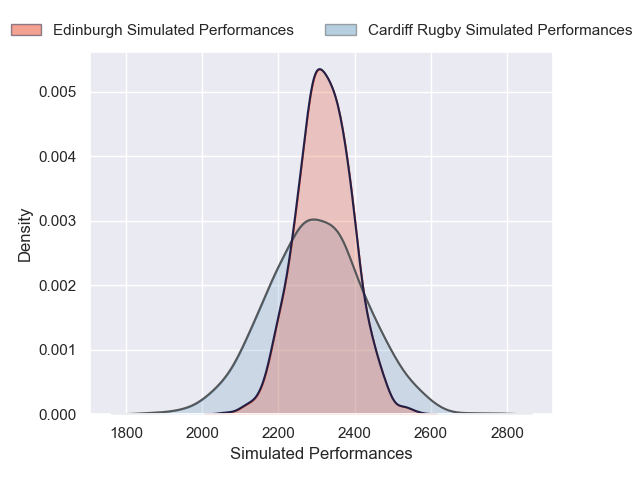 Edinburgh Simulated Performances Cardiff Rugby Simulated Performances
0.005
0.004
0.003
0.002
0.001
0.000
Density
1800 2000 2200 2400 2600 2800
Simulated Performances